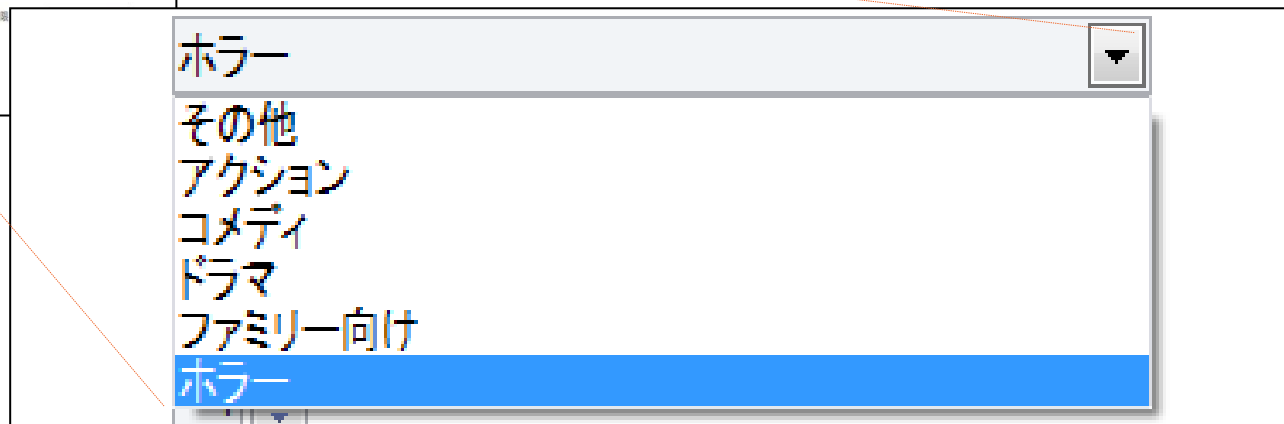 ホラー
その他
アクション
コメディ
ドラマ
ファミリー向け
ホラー